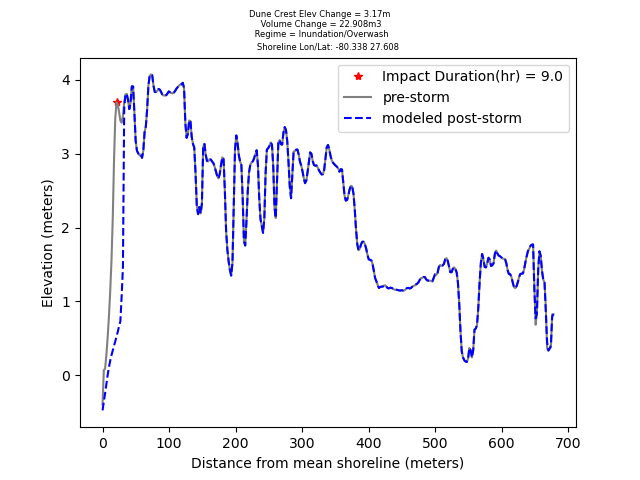 Dune Crest Elev Change = 3.17m
Volume Change = 22.908m3
Regime = Inundation/Overwash
Shoreline Lon/Lat: -80.338 27.608
Impact Duration(hr) = 9.0
pre-storm
modeled post-storm
Elevation (meters)
4
3
2
1
0
0 100 200 300 400 500 600 700
Distance from mean shoreline (meters)